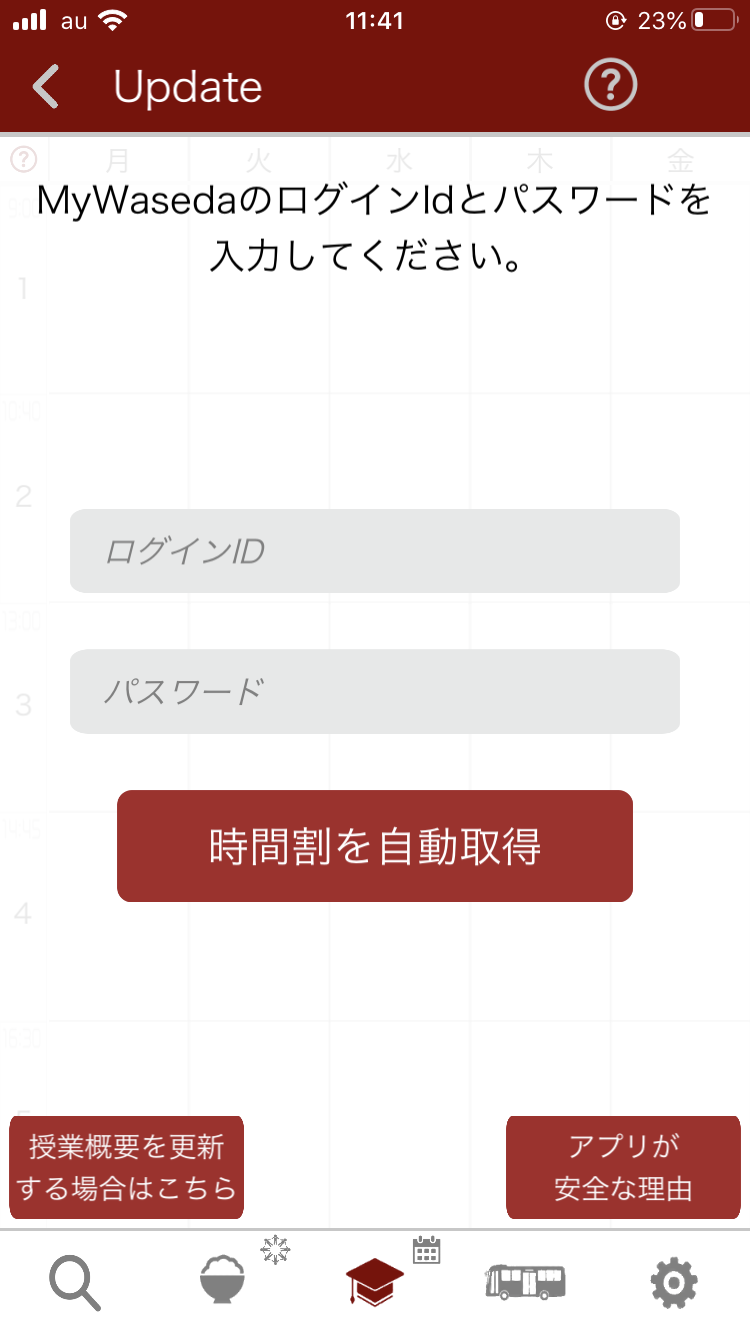 au 11:41 23%
Update ?
? 月 火 水 木 金
MyWasedaのログインIdとパスワードを
入力してください。
1
10:40
2
ログインID
13:00
パスワード
3
時間割を自動取得
14:45
4
授業概要を更新
する場合はこちら
アプリが
安全な理由